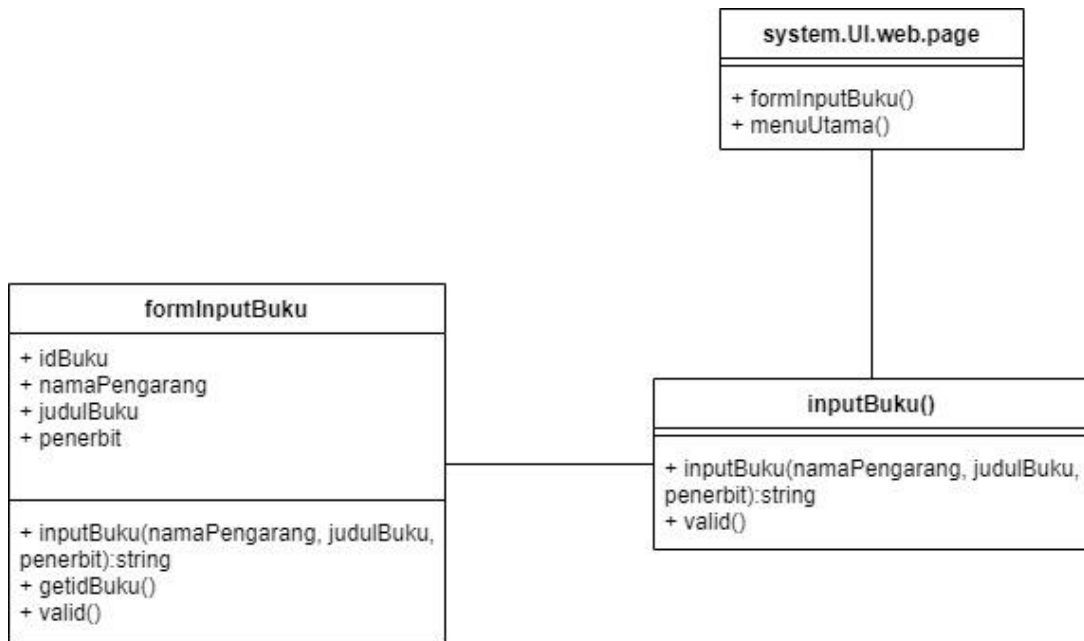 system.UI.web.page
+ formInputBuku()
+ menuUtama()
formInputBuku
+ idBuku
+ namaPengarang
+ judulBuku
+ penerbit
+ inputBuku(namaPengarang, judulBuku,
penerbit):string
+ getidBuku()
+ valid()
inputBuku()
+ inputBuku(namaPengarang, judulBuku,
penerbit):string
+ valid()